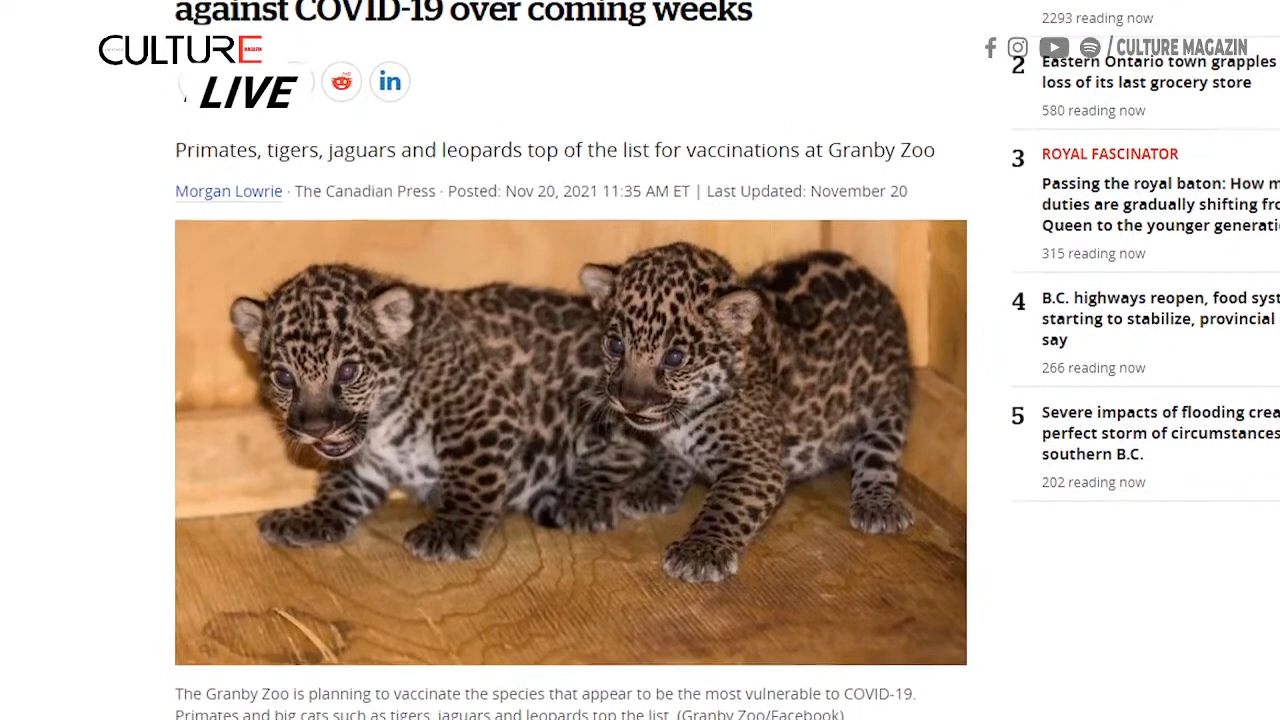 against COVID-19 over coming weeks
CULTURE MAGAZIN
LIVE
in
/ CULTURE MAGAZIN
Primates, tigers, jaguars and leopards top of the list for vaccinations at Granby Zoo
Morgan Lowrie · The Canadian Press · Posted: Nov 20, 2021 11:35 AM ET | Last Updated: November 20
The Granby Zoo is planning to vaccinate the species that appear to be the most vulnerable to COVID-19.
Primates and big cats such as tigers, jaguars and leopards top the list. (Granby Zoo/Facebook)
2293 reading now
2
Eastern Ontario town grapples
loss of its last grocery store
580 reading now
3
ROYAL FASCINATOR
Passing the royal baton: How m
duties are gradually shifting fro
Queen to the younger generati
315 reading now
4
B.C. highways reopen, food syst
starting to stabilize, provincial
say
266 reading now
5
Severe impacts of flooding crea
perfect storm of circumstances
southern B.C.
202 reading now